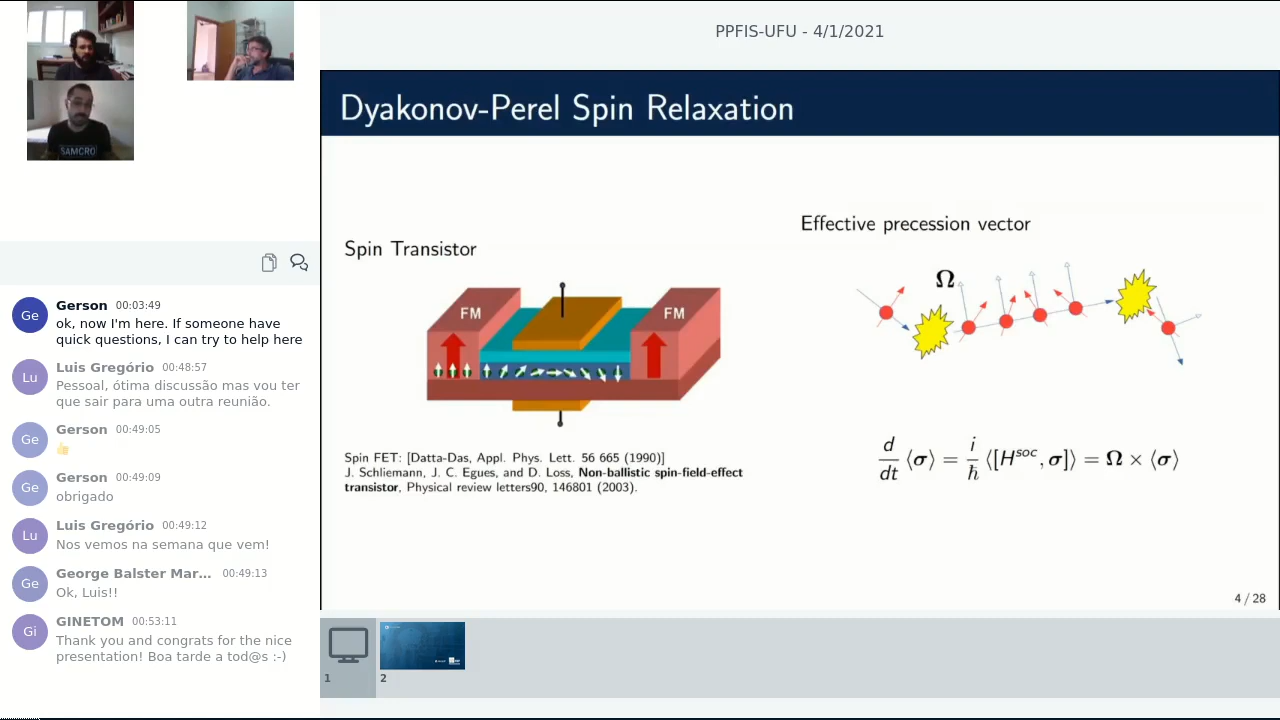 SAMCRO
Ge
Gerson 00:03:49
ok, now I'm here. If someone have
quick questions, I can try to help here
Lu
Luis Gregório 00:48:57
Pessoal, ótima discussão mas vou ter
que sair para uma outra reunião.
Ge
Gerson 00:49:05
👍
Ge
Gerson 00:49:09
obrigado
Lu
Luis Gregório 00:49:12
Nos vemos na semana que vem!
Ge
George Balster Mar... 00:49:13
Ok, Luis!!
Gi
GINETOM 00:53:11
Thank you and congrats for the nice
presentation! Boa tarde a tod@s :-)
PPFIS-UFU - 4/1/2021
Dyakonov-Perel Spin Relaxation
Spin Transistor
FM
FM
Spin FET: [Datta-Das, Appl. Phys. Lett. 56 665 (1990)]
J. Schliemann, J. C. Egues, and D. Loss, Non-ballistic spin-field-effect
transistor, Physical review letters90, 146801 (2003).
Effective precession vector
Ω
d/dt ⟨σ⟩ = i/ℏ ⟨[H^soc, σ]⟩ = Ω × ⟨σ⟩
4 / 28
1
2